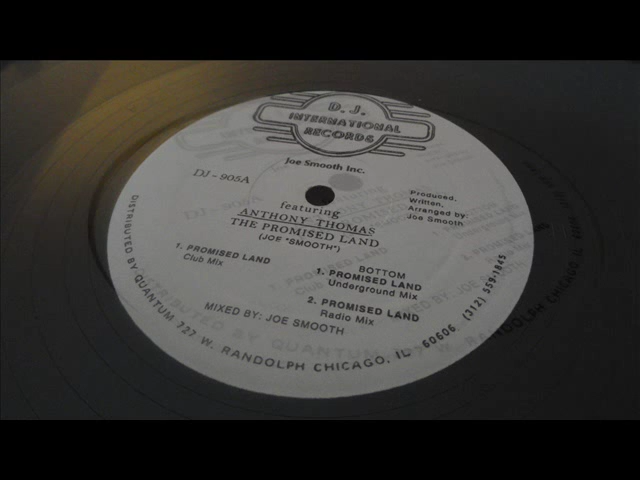 D. J.
INTERNATIONAL
RECORDS
Joe Smooth Inc.
DJ - 905A
featuring
ANTHONY THOMAS
THE PROMISED LAND
(JOE "SMOOTH")
Produced,
Written,
Arranged by:
Joe Smooth
1. PROMISED LAND
Club Mix
BOTTOM
1. PROMISED LAND
Underground Mix
2. PROMISED LAND
Radio Mix
MIXED BY: JOE SMOOTH
DISTRIBUTED BY QUANTUM 727 W. RANDOLPH CHICAGO, IL 60606 (312) 559-1845